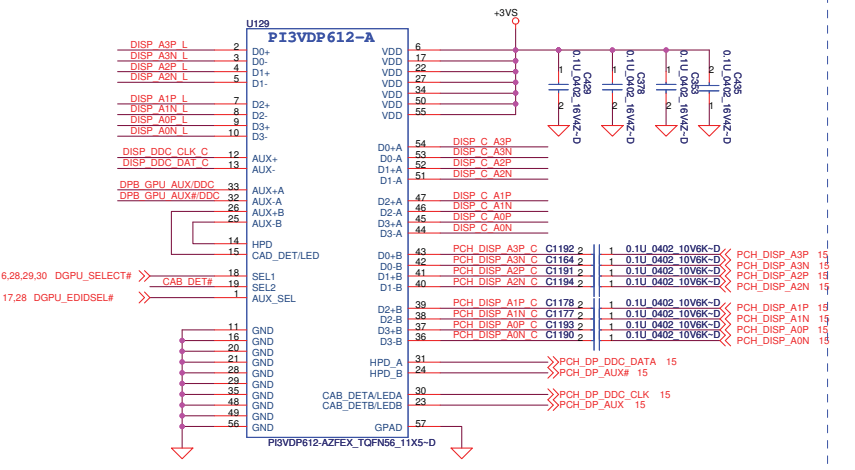 U129
+3VS
PI3VDP612-A
DISP_A3P_L 2 D0+ VDD 6
DISP_A3N_L 3 D0- VDD 17
DISP_A2P_L 4 D1+ VDD 22
DISP_A2N_L 5 D1- VDD 27
VDD 34
DISP_A1P_L 7 D2+ VDD 50
DISP_A1N_L 8 D2- VDD 55
DISP_A0P_L 9 D3+
DISP_A0N_L 10 D3-
1 2 0.1U_0402_16V4Z~D C429
1 2 0.1U_0402_16V4Z~D C376
1 2 0.1U_0402_16V4Z~D C353
2 1 0.1U_0402_16V4Z~D C435
D0+A 54 DISP_C_A3P
D0-A 53 DISP_C_A3N
DISP_DDC_CLK_C 12 AUX+ D1+A 52 DISP_C_A2P
DISP_DDC_DAT_C 13 AUX- D1-A 51 DISP_C_A2N
DPB_GPU_AUX/DDC 33 AUX+A
DPB_GPU_AUX#/DDC 32 AUX-A D2+A 47 DISP_C_A1P
26 AUX+B D2-A 46 DISP_C_A1N
25 AUX-B D3+A 45 DISP_C_A0P
D3-A 44 DISP_C_A0N
14 HPD
15 CAD_DET/LED D0+B 43 PCH_DISP_A3P_C C1192 2 1 0.1U_0402_10V6K~D PCH_DISP_A3P 15
D0-B 42 PCH_DISP_A3N_C C1164 2 1 0.1U_0402_10V6K~D PCH_DISP_A3N 15
6,28,29,30 DGPU_SELECT# 18 SEL1 D1+B 41 PCH_DISP_A2P_C C1191 2 1 0.1U_0402_10V6K~D PCH_DISP_A2P 15
CAB_DET# 19 SEL2 D1-B 40 PCH_DISP_A2N_C C1194 2 1 0.1U_0402_10V6K~D PCH_DISP_A2N 15
17,28 DGPU_EDIDSEL# 1 AUX_SEL
D2+B 39 PCH_DISP_A1P_C C1178 2 1 0.1U_0402_10V6K~D PCH_DISP_A1P 15
D2-B 38 PCH_DISP_A1N_C C1177 2 1 0.1U_0402_10V6K~D PCH_DISP_A1N 15
11 GND D3+B 37 PCH_DISP_A0P_C C1193 2 1 0.1U_0402_10V6K~D PCH_DISP_A0P 15
16 GND D3-B 36 PCH_DISP_A0N_C C1190 2 1 0.1U_0402_10V6K~D PCH_DISP_A0N 15
20 GND
21 GND HPD_A 31 PCH_DP_DDC_DATA 15
28 GND HPD_B 24 PCH_DP_AUX# 15
29 GND
35 GND CAB_DETA/LEDA 30 PCH_DP_DDC_CLK 15
48 GND CAB_DETB/LEDB 23 PCH_DP_AUX 15
49 GND
56 GND GPAD 57
PI3VDP612-AZFEX_TQFN56_11X5~D